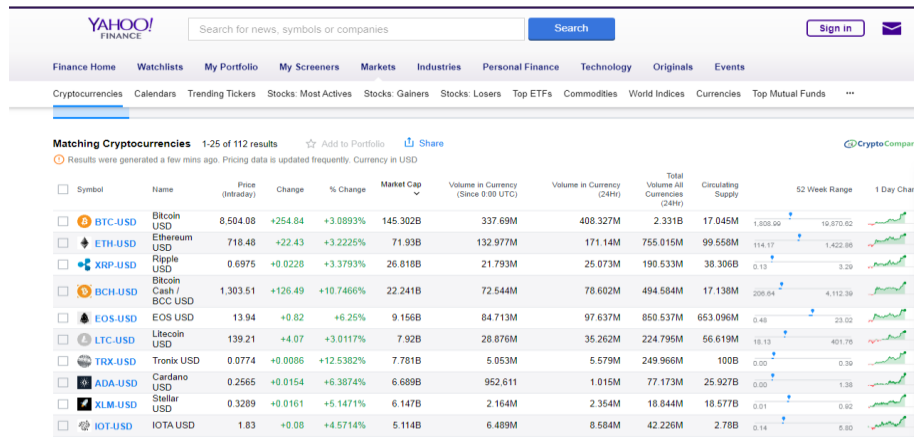 YAHOO!
FINANCE
Search for news, symbols or companies
Search
Sign in
Finance Home Watchlists My Portfolio My Screeners Markets Industries Personal Finance Technology Originals Events
Cryptocurrencies Calendars Trending Tickers Stocks: Most Actives Stocks: Gainers Stocks: Losers Top ETFs Commodities World Indices Currencies Top Mutual Funds ...
Matching Cryptocurrencies 1-25 of 112 results Add to Portfolio Share CryptoCompar
Results were generated a few mins ago. Pricing data is updated frequently. Currency in USD
Symbol Name Price (Intraday) Change % Change Market Cap Volume in Currency (Since 0:00 UTC) Volume in Currency (24Hr) Total Volume All Currencies (24Hr) Circulating Supply 52 Week Range 1 Day Char
BTC-USD Bitcoin USD 8,504.08 +254.84 +3.0893% 145.302B 337.69M 408.327M 2.331B 17.045M 1,808.99 19,870.62
ETH-USD Ethereum USD 718.48 +22.43 +3.2225% 71.93B 132.977M 171.14M 755.015M 99.558M 114.17 1,422.86
XRP-USD Ripple USD 0.6975 +0.0228 +3.3793% 26.818B 21.793M 25.073M 190.533M 38.306B 0.13 3.29
BCH-USD Bitcoin Cash / BCC USD 1,303.51 +126.49 +10.7466% 22.241B 72.544M 78.602M 494.584M 17.138M 206.64 4,112.39
EOS-USD EOS USD 13.94 +0.82 +6.25% 9.156B 84.713M 97.637M 850.537M 653.096M 0.48 23.02
LTC-USD Litecoin USD 139.21 +4.07 +3.0117% 7.92B 28.876M 35.262M 224.795M 56.619M 18.13 401.76
TRX-USD Tronix USD 0.0774 +0.0086 +12.5382% 7.781B 5.053M 5.579M 249.966M 100B 0.00 0.39
ADA-USD Cardano USD 0.2565 +0.0154 +6.3874% 6.689B 952,611 1.015M 77.173M 25.927B 0.00 1.38
XLM-USD Stellar USD 0.3289 +0.0161 +5.1471% 6.147B 2.164M 2.354M 18.844M 18.577B 0.01 0.92
IOT-USD IOTA USD 1.83 +0.08 +4.5714% 5.114B 6.489M 8.584M 42.226M 2.78B 0.14 5.80